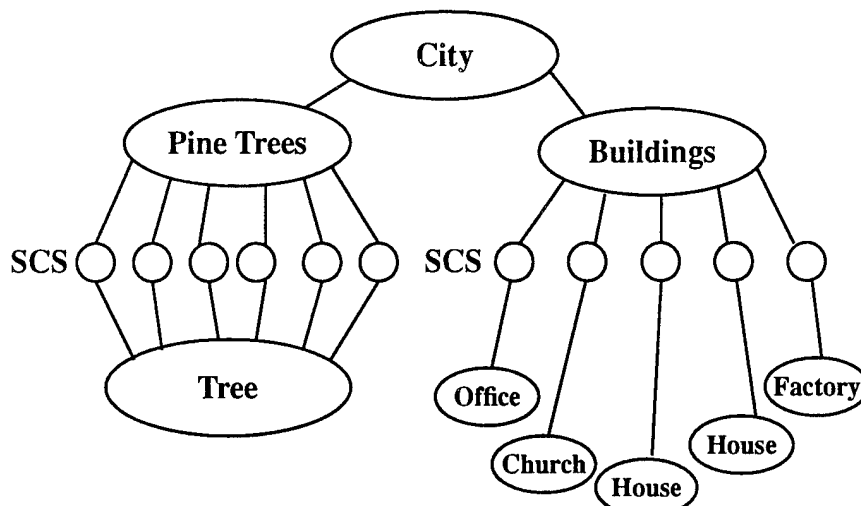 City
Pine Trees
Buildings
SCS
SCS
Tree
Office
Factory
Church
House
House